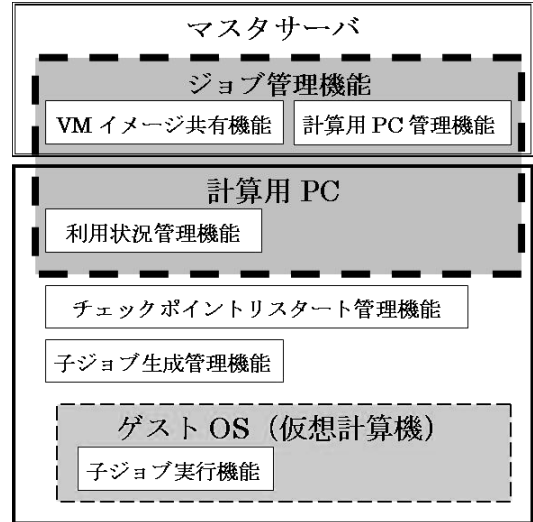 マスタサーバ
ジョブ管理機能
VM イメージ共有機能
計算用 PC 管理機能
計算用 PC
利用状況管理機能
チェックポイントリスタート管理機能
子ジョブ生成管理機能
ゲスト OS（仮想計算機）
子ジョブ実行機能